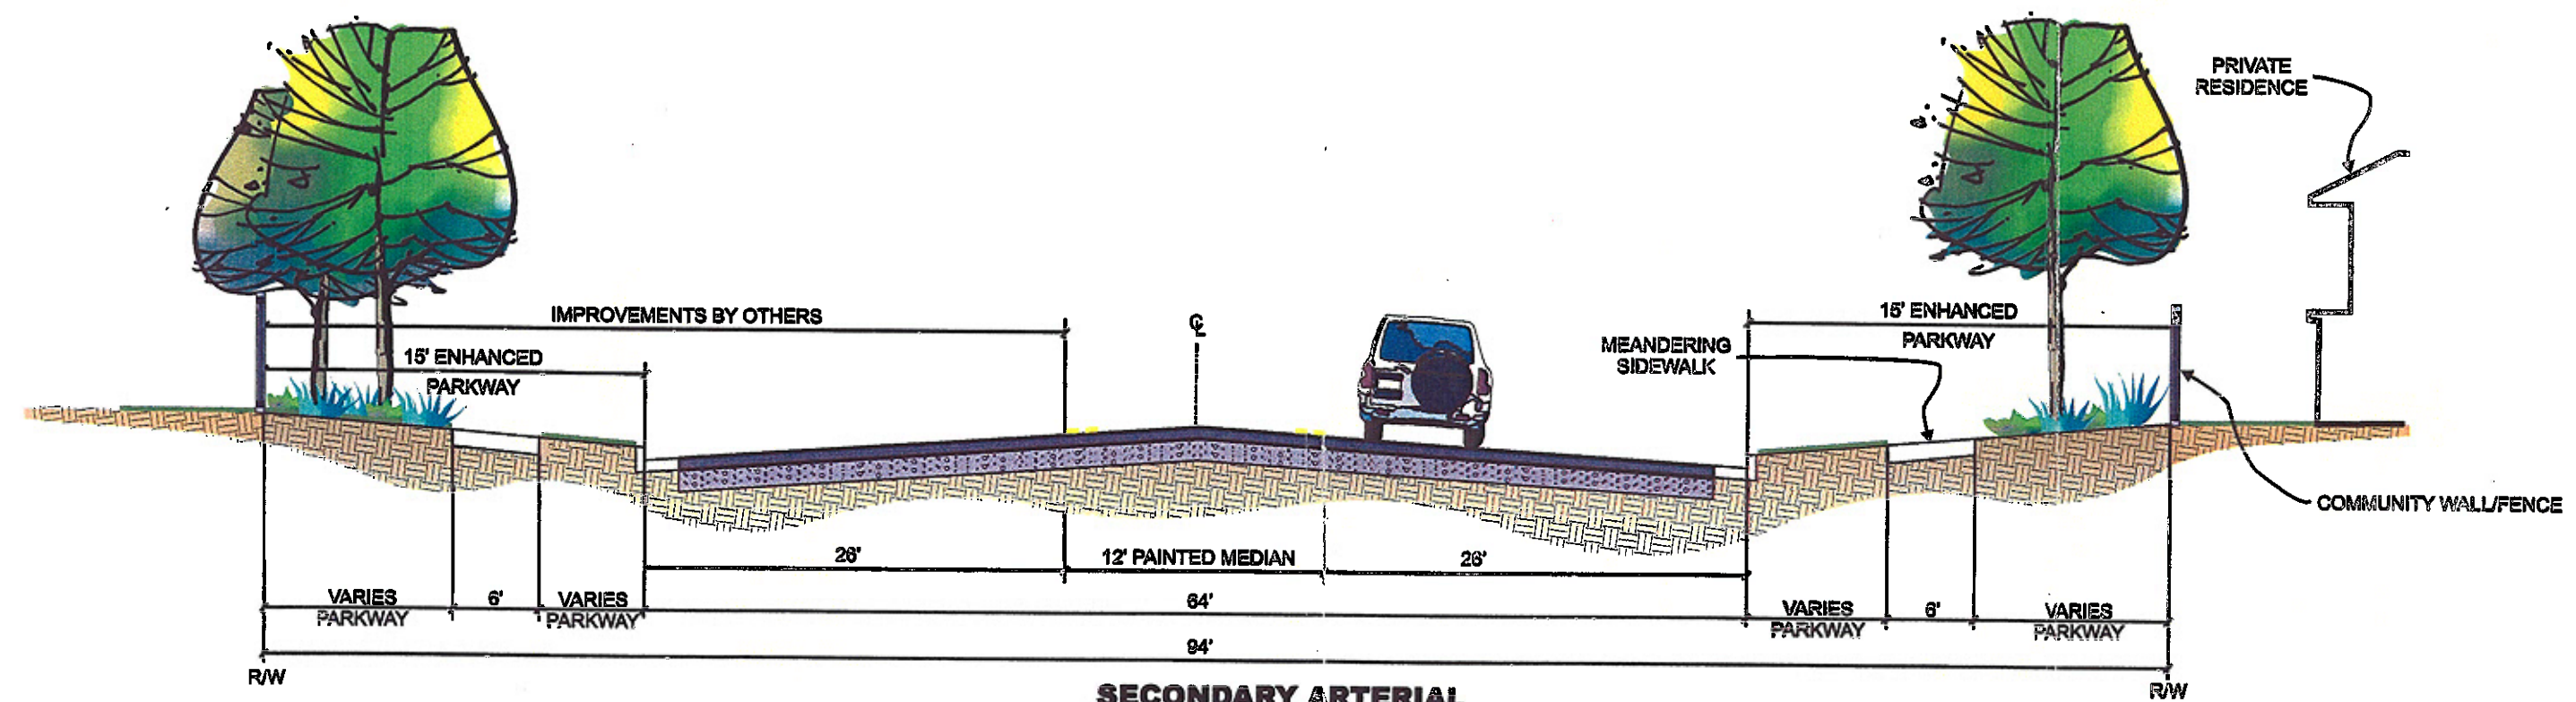 PRIVATE
RESIDENCE
IMPROVEMENTS BY OTHERS
℄
15' ENHANCED
PARKWAY
MEANDERING
SIDEWALK
15' ENHANCED
PARKWAY
COMMUNITY WALL/FENCE
26'
12' PAINTED MEDIAN
26'
VARIES
PARKWAY
6'
VARIES
PARKWAY
64'
VARIES
PARKWAY
6'
VARIES
PARKWAY
94'
R/W
R/W
SECONDARY ARTERIAL